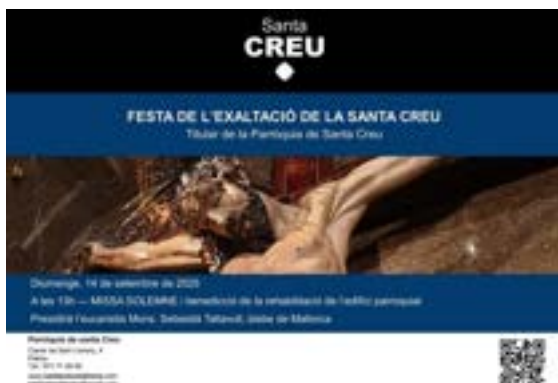 Santa
CREU
FESTA DE L'EXALTACIÓ DE LA SANTA CREU
Titular de la Parròquia de Santa Creu
Diumenge, 14 de setembre de 2025
A les 19h — MISSA SOLEMNE i benedicció de la rehabilitació de l'edifici parroquial
Presidirà l'eucaristia Mons. Sebastià Taltavull, bisbe de Mallorca
Parròquia de santa Creu
Palma